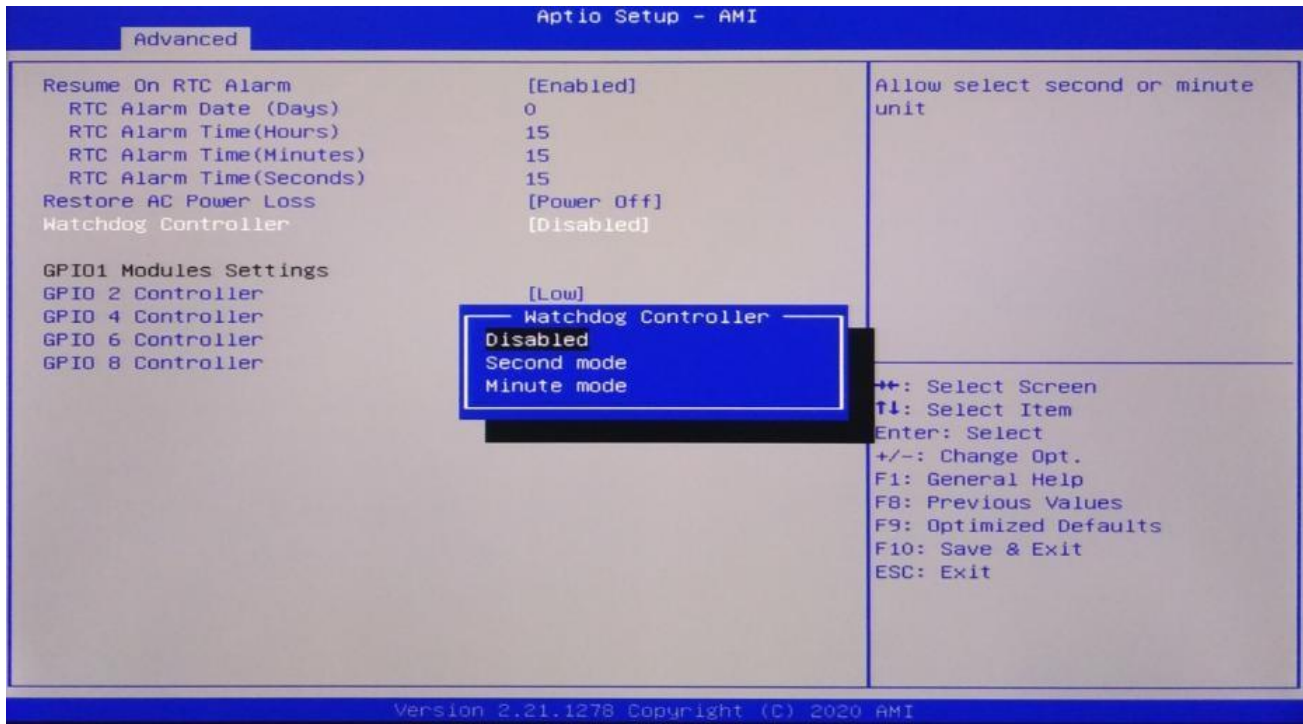 Aptio Setup - AMI
Advanced
Resume On RTC Alarm [Enabled]
RTC Alarm Date (Days) 0
RTC Alarm Time(Hours) 15
RTC Alarm Time(Minutes) 15
RTC Alarm Time(Seconds) 15
Restore AC Power Loss [Power Off]
Watchdog Controller [Disabled]
GPIO1 Modules Settings
GPIO 2 Controller [Low]
GPIO 4 Controller
GPIO 6 Controller
GPIO 8 Controller
Watchdog Controller
Disabled
Second mode
Minute mode
Allow select second or minute
unit
→←: Select Screen
↑↓: Select Item
Enter: Select
+/-: Change Opt.
F1: General Help
F8: Previous Values
F9: Optimized Defaults
F10: Save & Exit
ESC: Exit
Version 2.21.1278 Copyright (C) 2020 AMI